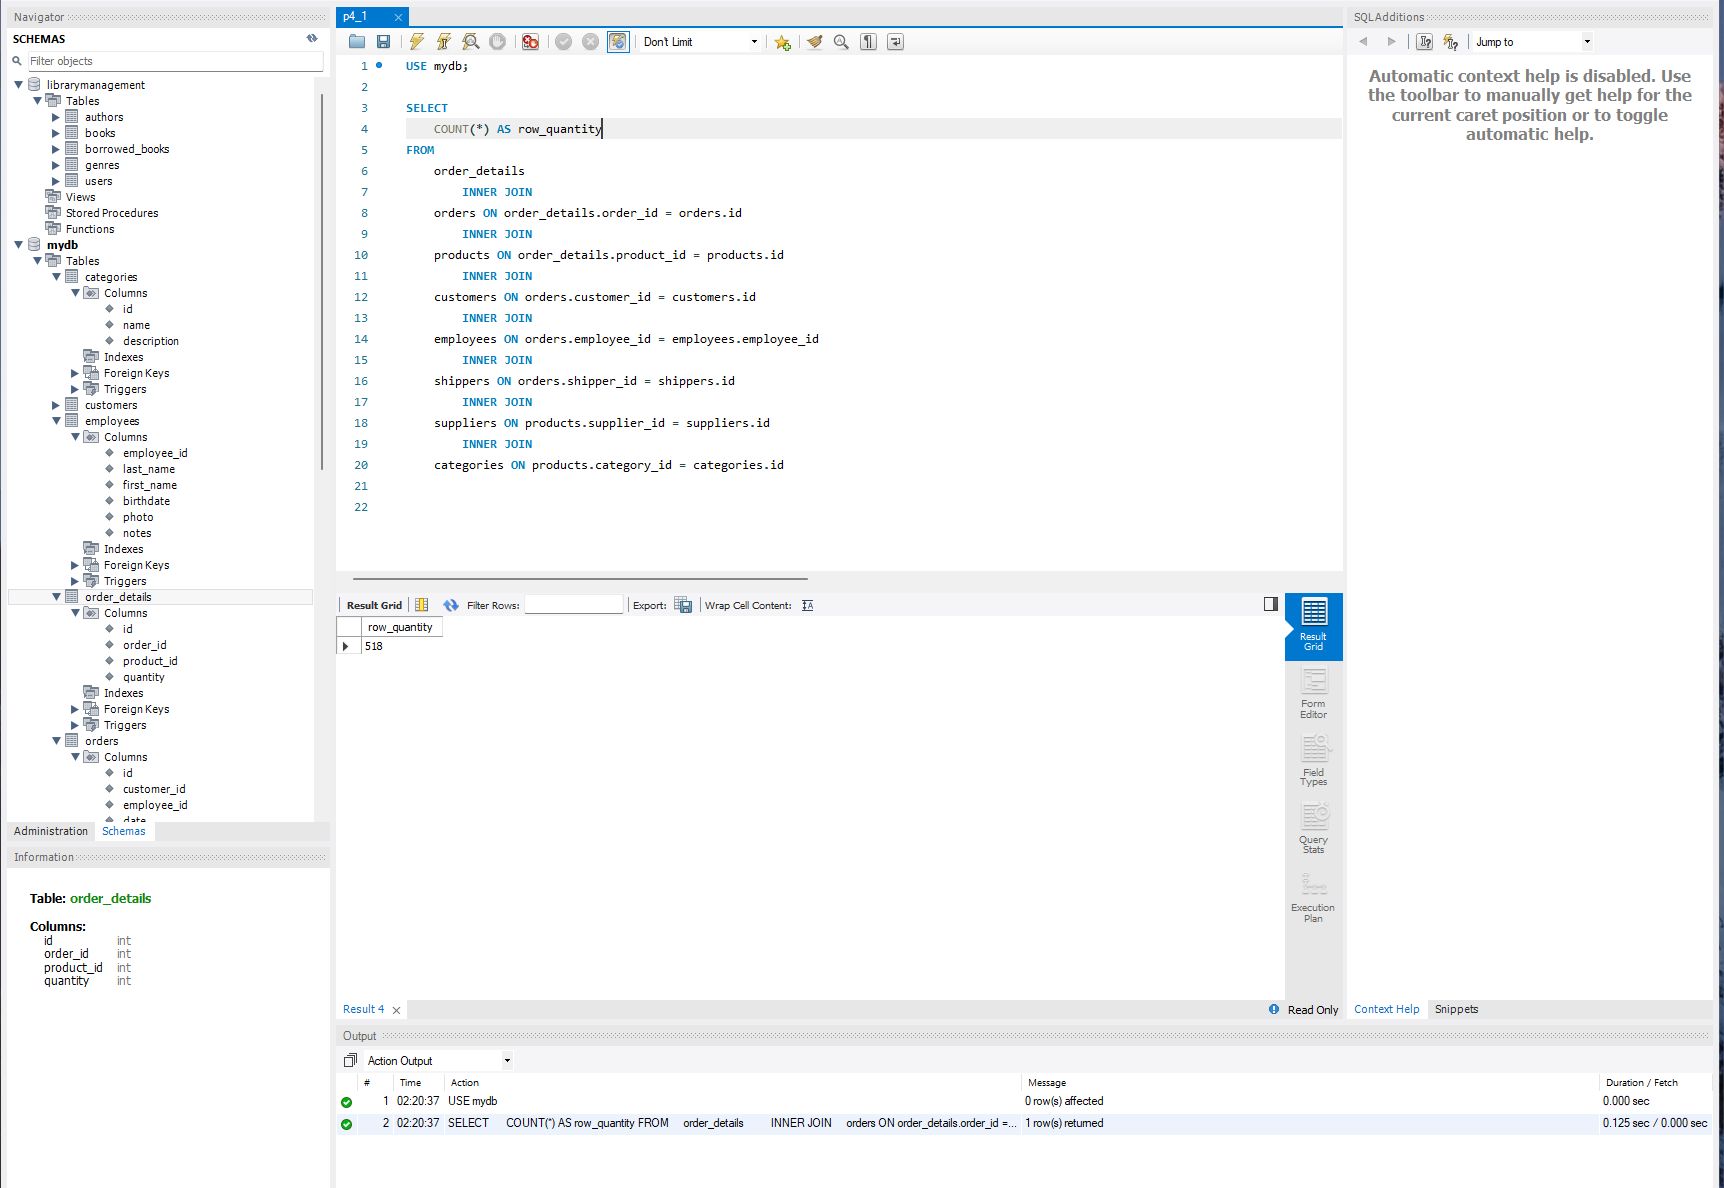 Navigator
SCHEMAS
Filter objects
librarymanagement
Tables
authors
books
borrowed_books
genres
users
Views
Stored Procedures
Functions
mydb
Tables
categories
Columns
id
name
description
Indexes
Foreign Keys
Triggers
customers
employees
Columns
employee_id
last_name
first_name
birthdate
photo
notes
Indexes
Foreign Keys
Triggers
order_details
Columns
id
order_id
product_id
quantity
Indexes
Foreign Keys
Triggers
orders
Columns
id
customer_id
employee_id
date
Administration Schemas
Information
Table: order_details
Columns:
id int
order_id int
product_id int
quantity int
p4_1
Don't Limit
1 USE mydb;
2
3 SELECT
4 COUNT(*) AS row_quantity
5 FROM
6 order_details
7 INNER JOIN
8 orders ON order_details.order_id = orders.id
9 INNER JOIN
10 products ON order_details.product_id = products.id
11 INNER JOIN
12 customers ON orders.customer_id = customers.id
13 INNER JOIN
14 employees ON orders.employee_id = employees.employee_id
15 INNER JOIN
16 shippers ON orders.shipper_id = shippers.id
17 INNER JOIN
18 suppliers ON products.supplier_id = suppliers.id
19 INNER JOIN
20 categories ON products.category_id = categories.id
21
22
Result Grid Filter Rows: Export: Wrap Cell Content:
row_quantity
518
Result
Grid
Form
Editor
Field
Types
Query
Stats
Execution
Plan
Result 4 Read Only
Output
Action Output
# Time Action Message Duration / Fetch
1 02:20:37 USE mydb 0 row(s) affected 0.000 sec
2 02:20:37 SELECT COUNT(*) AS row_quantity FROM order_details INNER JOIN orders ON order_details.order_id =... 1 row(s) returned 0.125 sec / 0.000 sec
SQLAdditions
Jump to
Automatic context help is disabled. Use
the toolbar to manually get help for the
current caret position or to toggle
automatic help.
Context Help Snippets